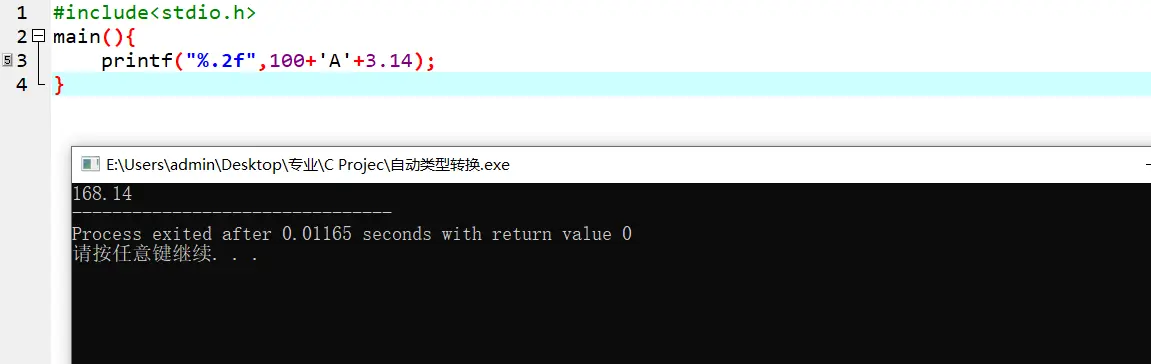 1 #include<stdio.h>
2 main(){
3 printf("%.2f",100+'A'+3.14);
4 }
E:\Users\admin\Desktop\专业\C Projec\自动类型转换.exe
168.14
--------------------------------
Process exited after 0.01165 seconds with return value 0
请按任意键继续. . .